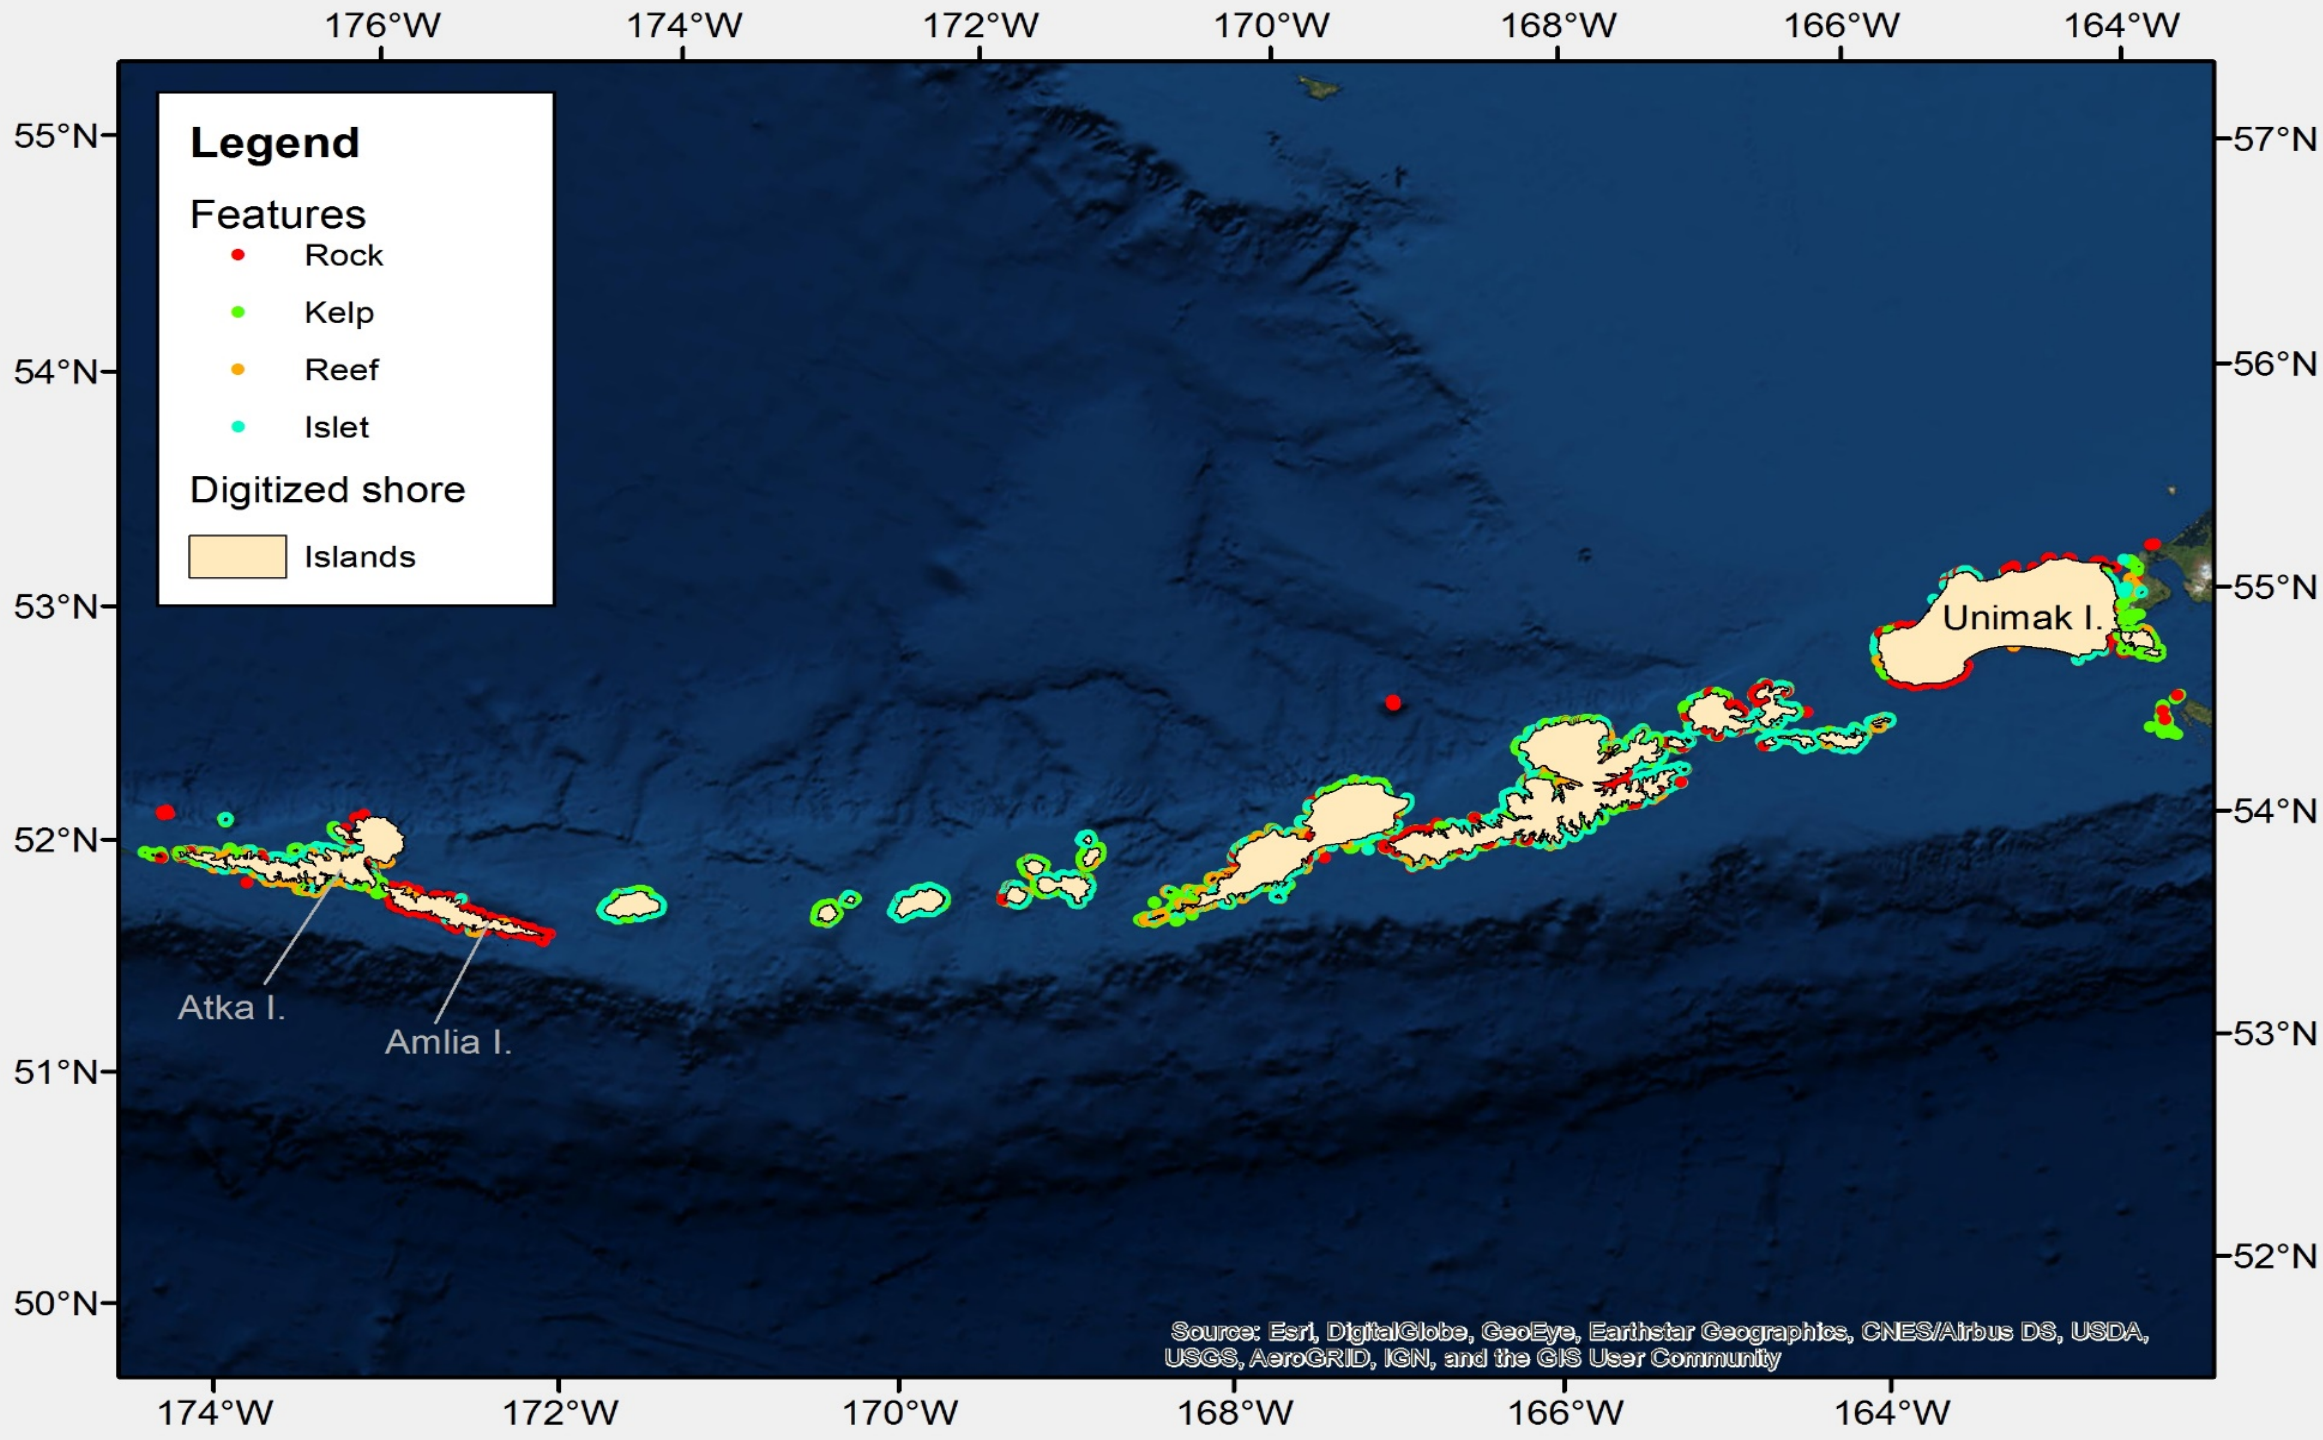 176°W 174°W 172°W 170°W 168°W 166°W 164°W
Legend
Features
Rock
Kelp
Reef
Islet
Digitized shore
Islands
55°N
54°N
53°N
52°N
51°N
50°N
57°N
56°N
55°N
54°N
53°N
52°N
Unimak I.
Atka I.
Amlia I.
Source: Esri, DigitalGlobe, GeoEye, Earthstar Geographics, CNES/Airbus DS, USDA,
USGS, AeroGRID, IGN, and the GIS User Community
174°W 172°W 170°W 168°W 166°W 164°W